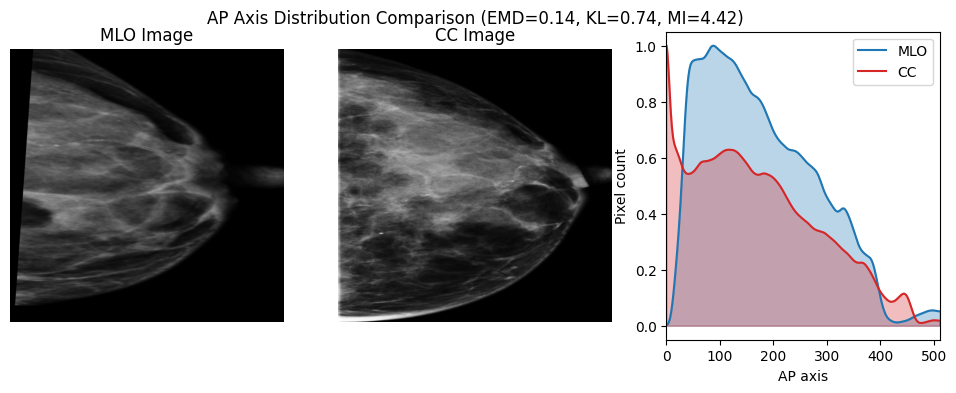 AP Axis Distribution Comparison (EMD=0.14, KL=0.74, MI=4.42)
MLO Image
CC Image
MLO
CC
Pixel count
1.0
0.8
0.6
0.4
0.2
0.0
0 100 200 300 400 500
AP axis